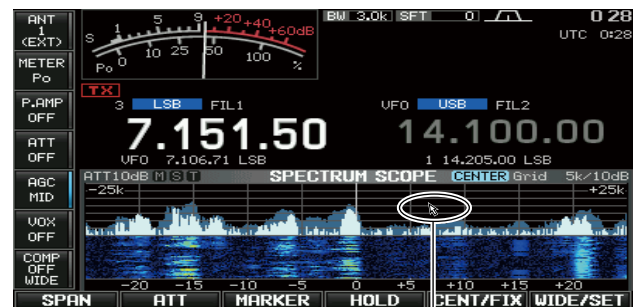 ANT
1
(EXT)
METER
Po
P.AMP
OFF
ATT
OFF
AGC
MID
VOX
OFF
COMP
OFF
WIDE
S 1 5 9 +20 +40 +60dB
Po 0 10 25 50 100 %
BW 3.0k SFT 0
0 28
UTC 0:28
TX
3 LSB FIL1
7.151.50
VFO 7.106.71 LSB
VFO USB FIL2
14.100.00
1 14.205.00 LSB
ATT10dB M S T SPECTRUM SCOPE CENTER Grid 5k/10dB
-25k +25k
-20 -15 -10 -5 0 +5 +10 +15 +20
SPAN ATT MARKER HOLD CENT/FIX WIDE/SET